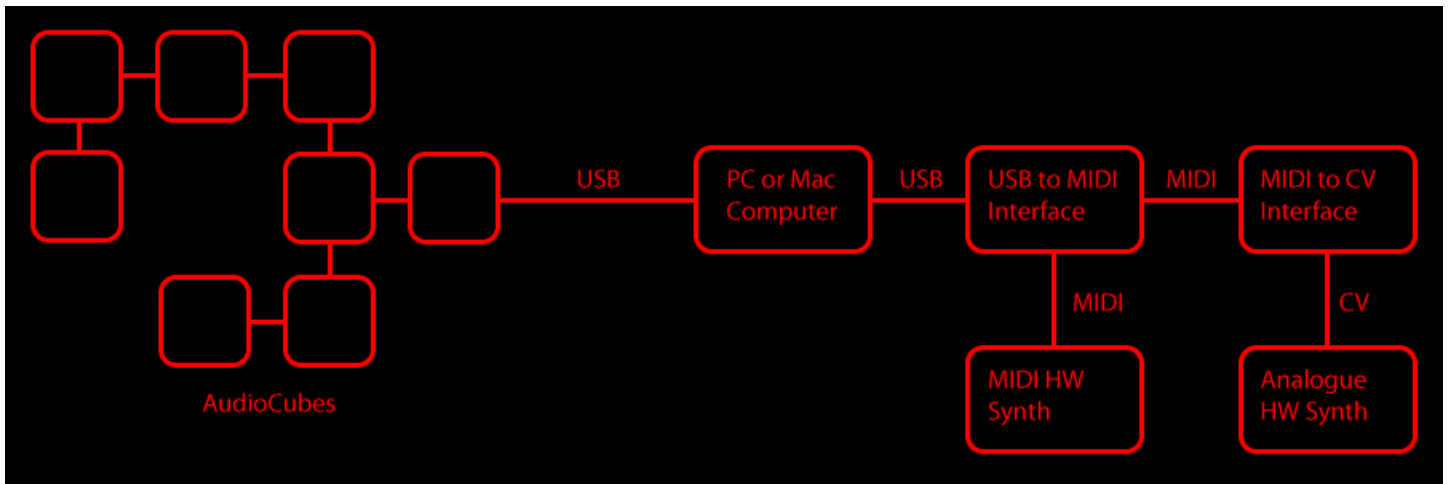 USB
PC or Mac
Computer
USB
USB to MIDI
Interface
MIDI
MIDI to CV
Interface
MIDI
CV
MIDI HW
Synth
Analogue
HW Synth
AudioCubes